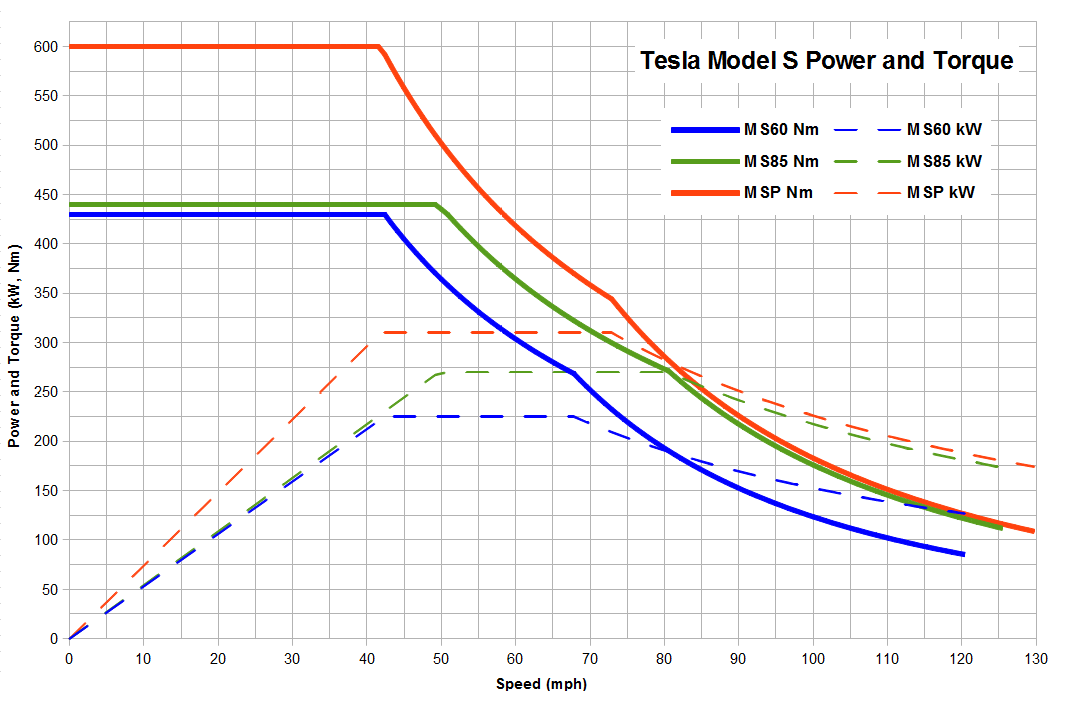 Tesla Model S Power and Torque
MS60 Nm MS60 kW
MS85 Nm MS85 kW
MSP Nm MSP kW
Power and Torque (kW, Nm)
600
550
500
450
400
350
300
250
200
150
100
50
0
0 10 20 30 40 50 60 70 80 90 100 110 120 130
Speed (mph)